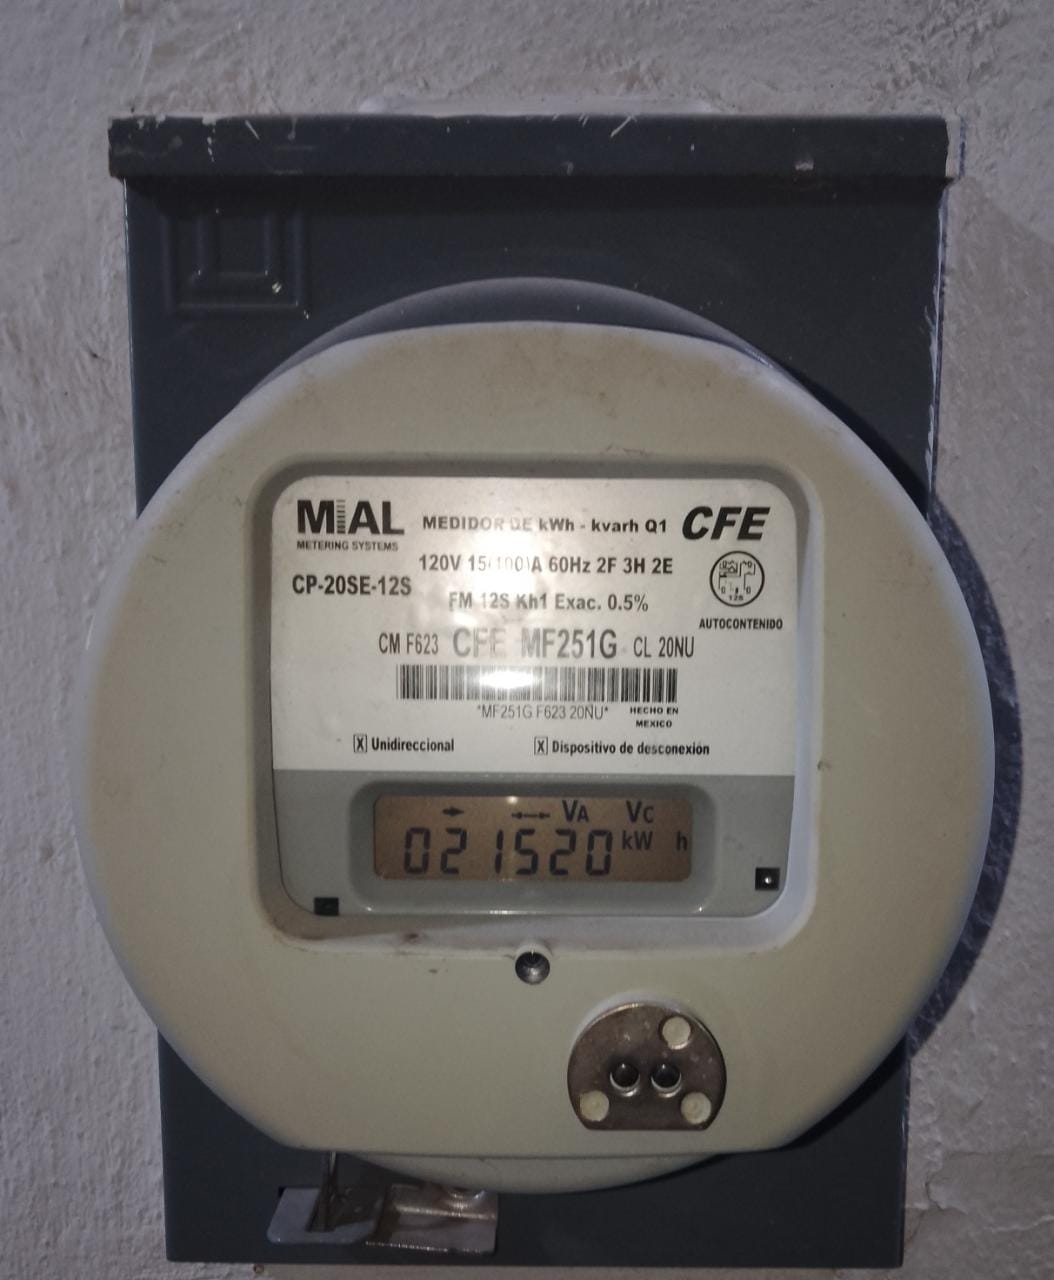 MIAL
METERING SYSTEMS
MEDIDOR DE kWh - kvarh Q1
CFE
120V 15(100)A 60Hz 2F 3H 2E
CP-20SE-12S
FM 12S Kh1 Exac. 0.5%
12S
AUTOCONTENIDO
CM F623 CFE MF251G CL 20NU
*MF251G F623 20NU*
HECHO EN
MEXICO
X Unidireccional
X Dispositivo de desconexión
VA VC
021520 kW h